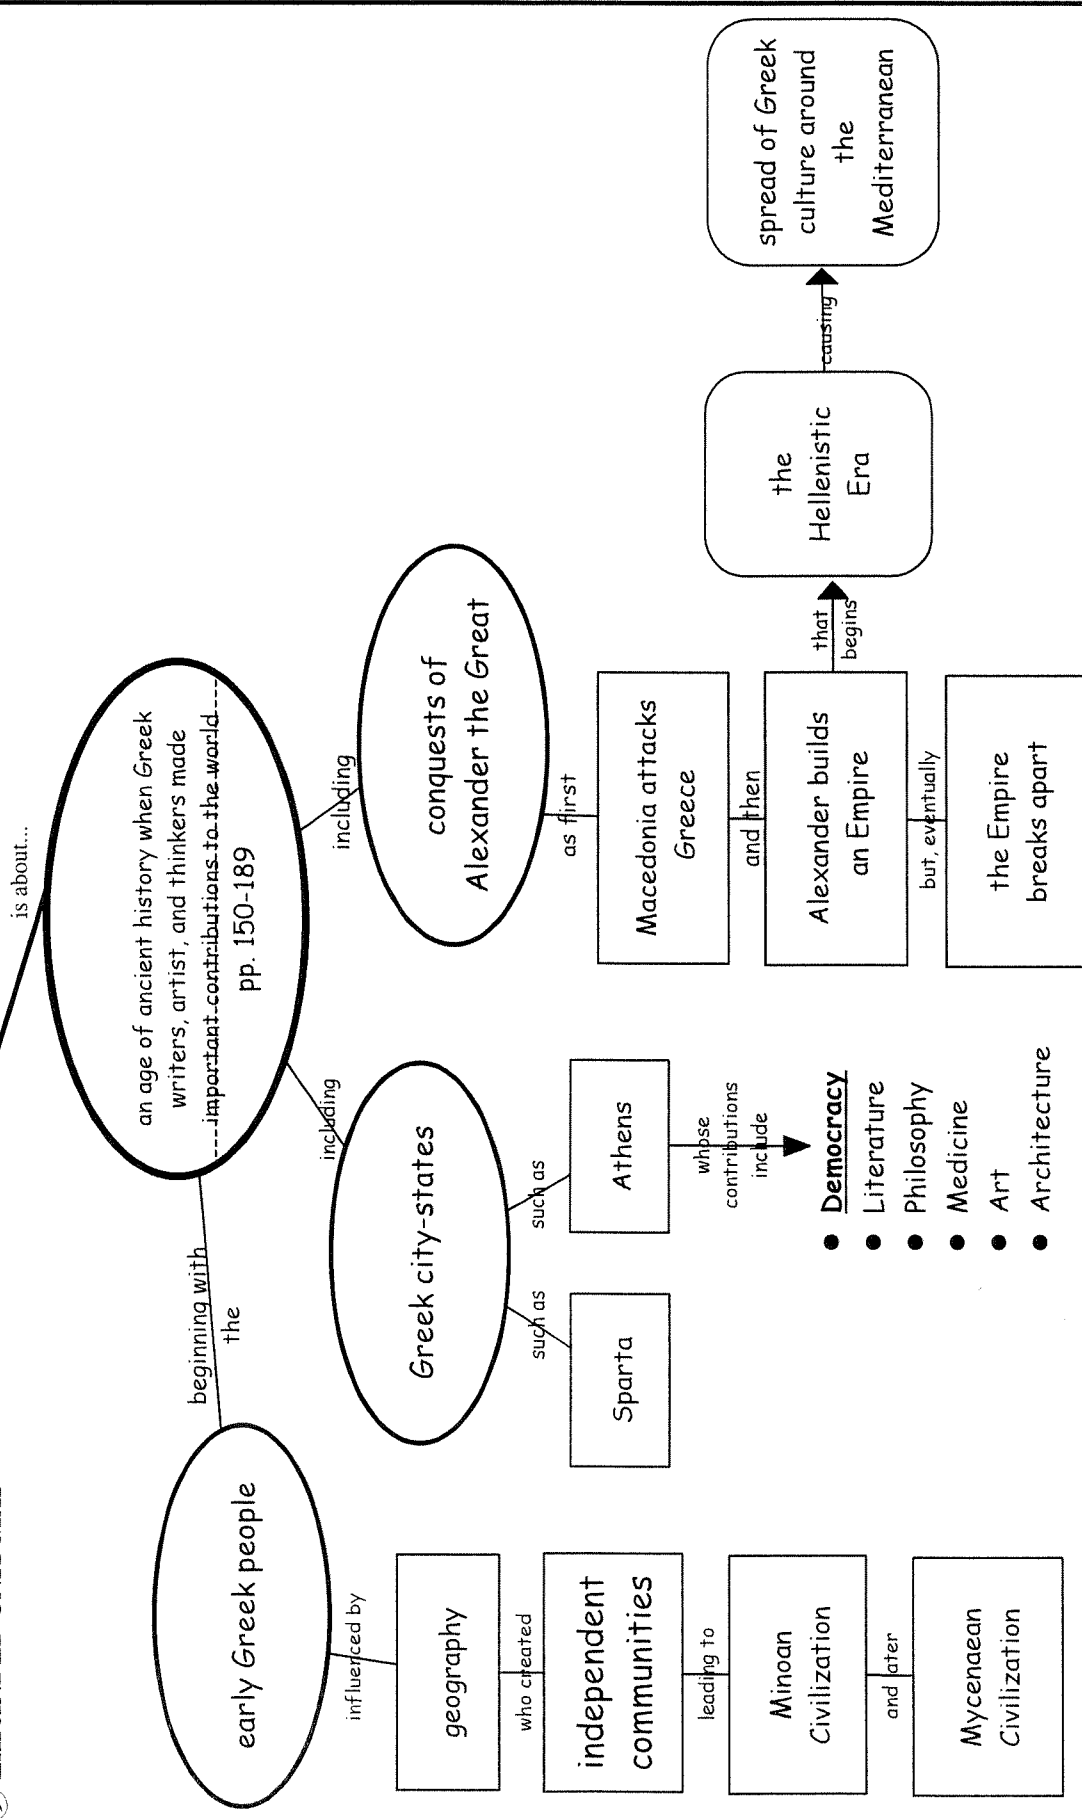 is about...
an age of ancient history when Greek
writers, artist, and thinkers made
important contributions to the world
pp. 150-189
beginning with
the
early Greek people
influenced by
geography
who created
independent
communities
leading to
Minoan
Civilization
and later
Mycenaean
Civilization
including
Greek city-states
such as
Sparta
such as
Athens
whose
contributions
include
● Democracy
● Literature
● Philosophy
● Medicine
● Art
● Architecture
including
conquests of
Alexander the Great
as first
Macedonia attacks
Greece
and then
Alexander builds
an Empire
but, eventually
the Empire
breaks apart
that
begins
the
Hellenistic
Era
causing
spread of Greek
culture around
the
Mediterranean